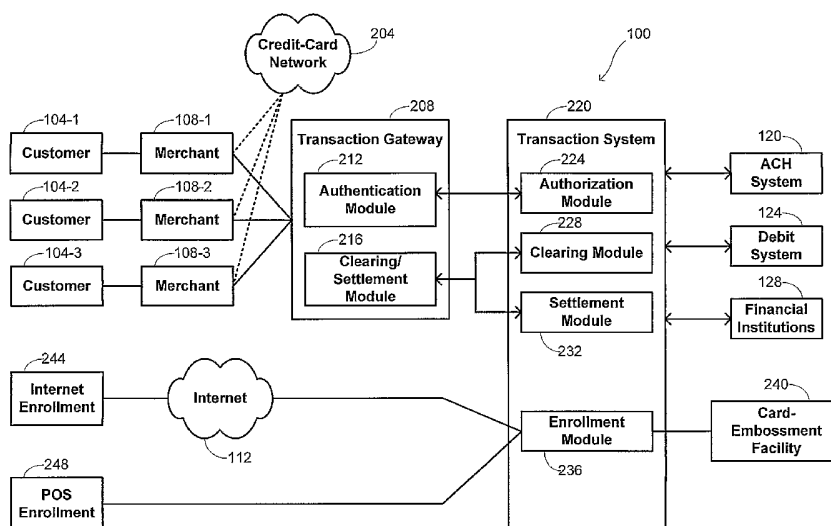 Credit-Card
Network
204
100
104-1
108-1
208
220
Customer
Merchant
Transaction Gateway
Transaction System
212
224
120
104-2
108-2
Authentication
Module
Authorization
Module
ACH
System
Customer
Merchant
216
228
124
104-3
108-3
Clearing/
Settlement
Module
Clearing Module
Debit
System
Customer
Merchant
Settlement
Module
128
Financial
Institutions
232
244
Internet
Enrollment
Internet
112
240
Enrollment
Module
Card-
Embossment
Facility
236
248
POS
Enrollment